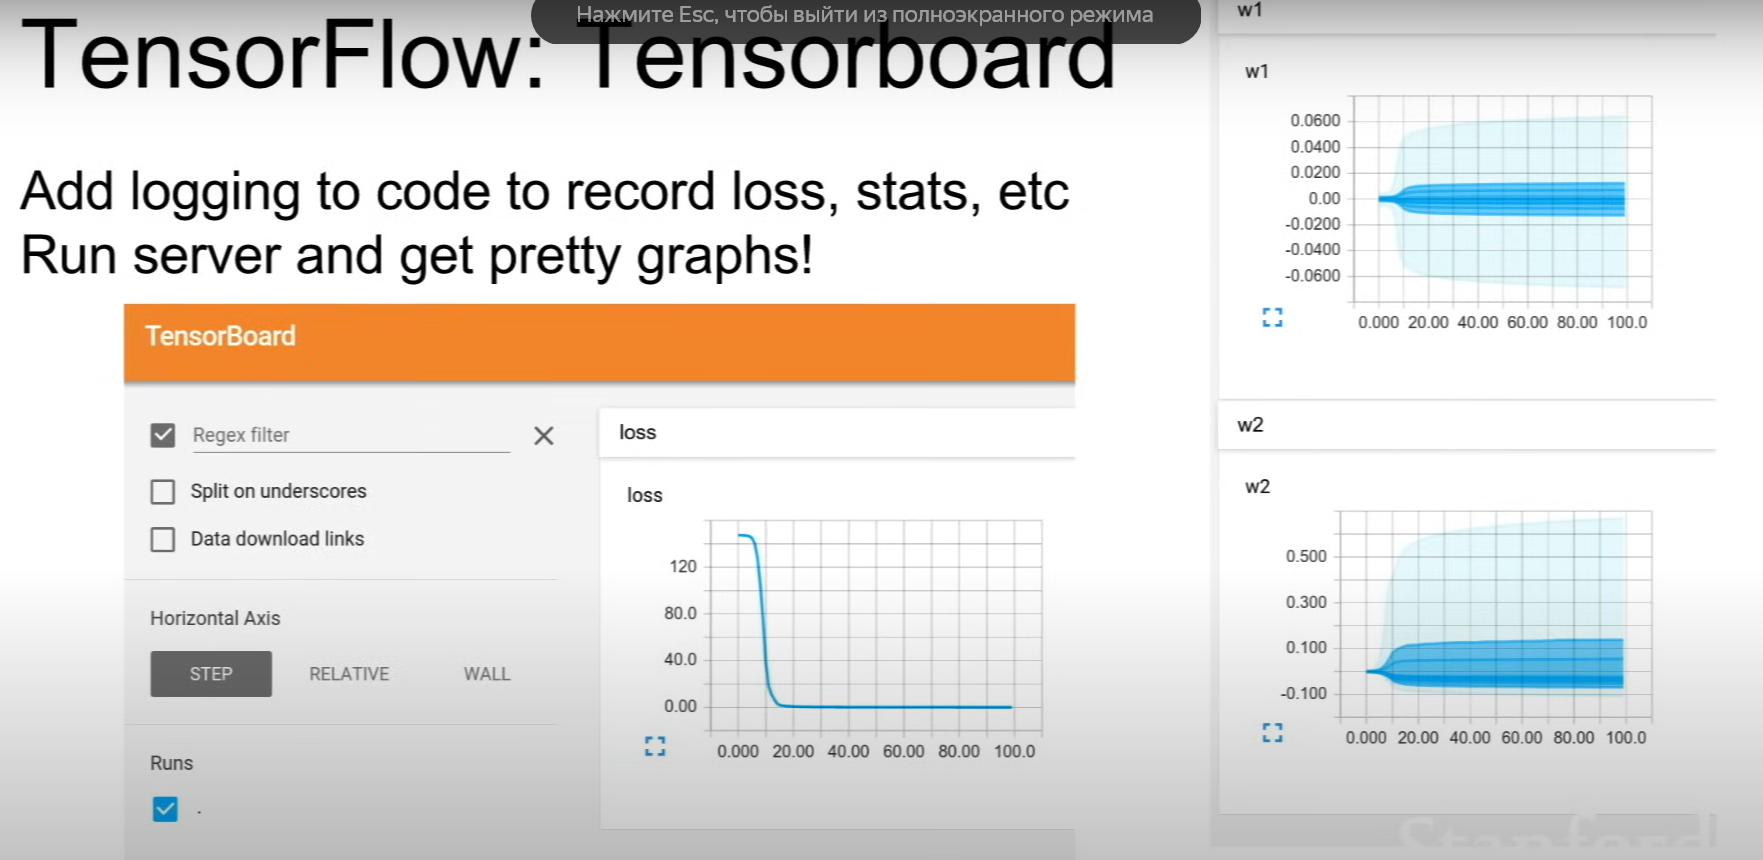 Нажмите Esc, чтобы выйти из полноэкранного режима
TensorFlow: Tensorboard
Add logging to code to record loss, stats, etc
Run server and get pretty graphs!
TensorBoard
Regex filter
Split on underscores
Data download links
Horizontal Axis
STEP RELATIVE WALL
Runs
.
loss
loss
120
80.0
40.0
0.00
0.000 20.00 40.00 60.00 80.00 100.0
w1
w1
0.0600
0.0400
0.0200
0.00
-0.0200
-0.0400
-0.0600
0.000 20.00 40.00 60.00 80.00 100.0
w2
w2
0.500
0.300
0.100
-0.100
0.000 20.00 40.00 60.00 80.00 100.0
Stanford